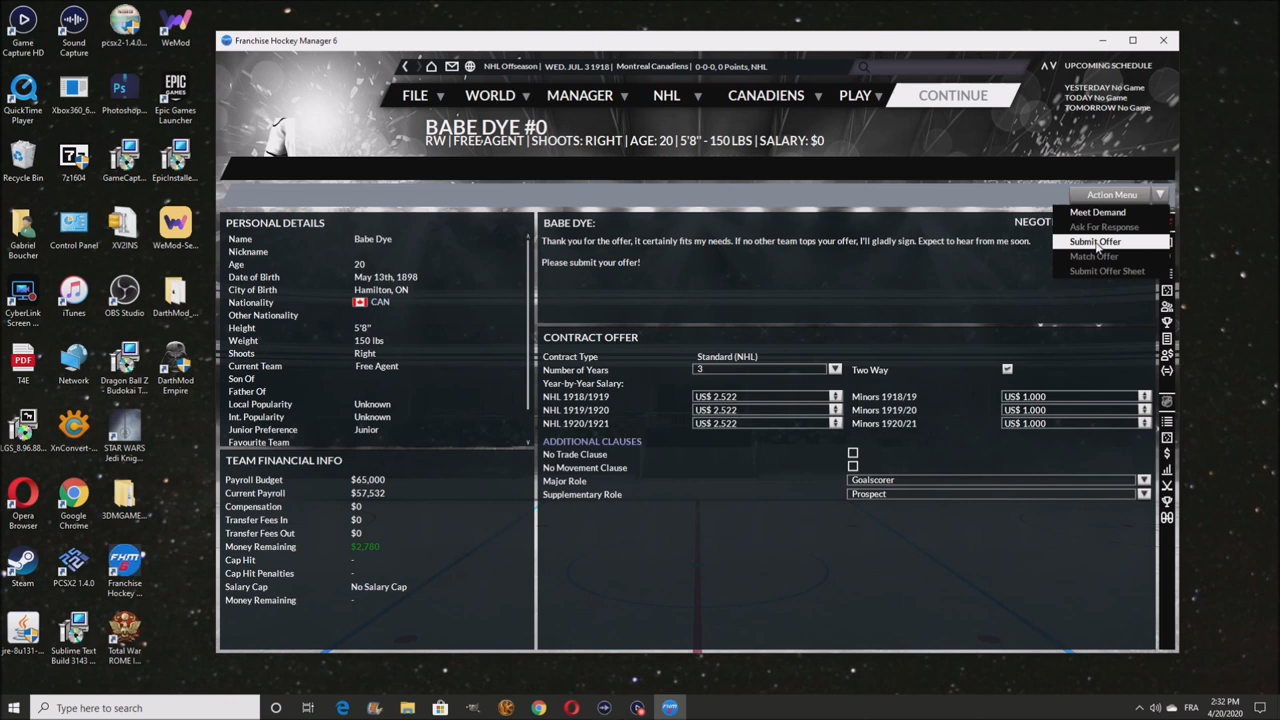 Game Capture HD
Sound Capture
pcsx2-1.4.0...
WeMod
QuickTime Player
Xbox360_6...
Photoshdp...
Epic Games Launcher
Recycle Bin
7z1604
GameCapt...
EpicInstalle...
Gabriel Boucher
Control Panel
XV2INS
WeMod-Se...
CyberLink Screen ...
iTunes
OBS Studio
DarthMod_...
T4E
Network
Dragon Ball Z - Budokai T...
DarthMod Empire
LGS_8.96.88...
XnConvert-...
STAR WARS Jedi Knig...
Opera Browser
Google Chrome
3DMGAME...
Steam
PCSX2 1.4.0
Franchise Hockey ...
jre-8u131-...
Sublime Text Build 3143 ...
Total War ROME I...
Franchise Hockey Manager 6
NHL Offseason | WED. JUL. 3 1918 | Montreal Canadiens | 0-0-0, 0 Points, NHL
UPCOMING SCHEDULE
YESTERDAY No Game
TODAY No Game
TOMORROW No Game
FILE WORLD MANAGER NHL CANADIENS PLAY CONTINUE
BABE DYE #0
RW | FREE AGENT | SHOOTS: RIGHT | AGE: 20 | 5'8" - 150 LBS | SALARY: $0
Action Menu
Meet Demand
Ask For Response
Submit Offer
Match Offer
Submit Offer Sheet
PERSONAL DETAILS
Name Babe Dye
Nickname
Age 20
Date of Birth May 13th, 1898
City of Birth Hamilton, ON
Nationality CAN
Other Nationality
Height 5'8"
Weight 150 lbs
Shoots Right
Current Team Free Agent
Son Of
Father Of
Local Popularity Unknown
Int. Popularity Unknown
Junior Preference Junior
Favourite Team
TEAM FINANCIAL INFO
Payroll Budget $65,000
Current Payroll $57,532
Compensation $0
Transfer Fees In $0
Transfer Fees Out $0
Money Remaining $2,780
Cap Hit -
Cap Hit Penalties -
Salary Cap No Salary Cap
Money Remaining -
BABE DYE: NEGOT
Thank you for the offer, it certainly fits my needs. If no other team tops your offer, I'll gladly sign. Expect to hear from me soon.
Please submit your offer!
CONTRACT OFFER
Contract Type Standard (NHL)
Number of Years 3 Two Way
Year-by-Year Salary:
NHL 1918/1919 US$ 2.522 Minors 1918/19 US$ 1.000
NHL 1919/1920 US$ 2.522 Minors 1919/20 US$ 1.000
NHL 1920/1921 US$ 2.522 Minors 1920/21 US$ 1.000
ADDITIONAL CLAUSES
No Trade Clause
No Movement Clause
Major Role Goalscorer
Supplementary Role Prospect
Type here to search
FRA
2:32 PM
4/20/2020